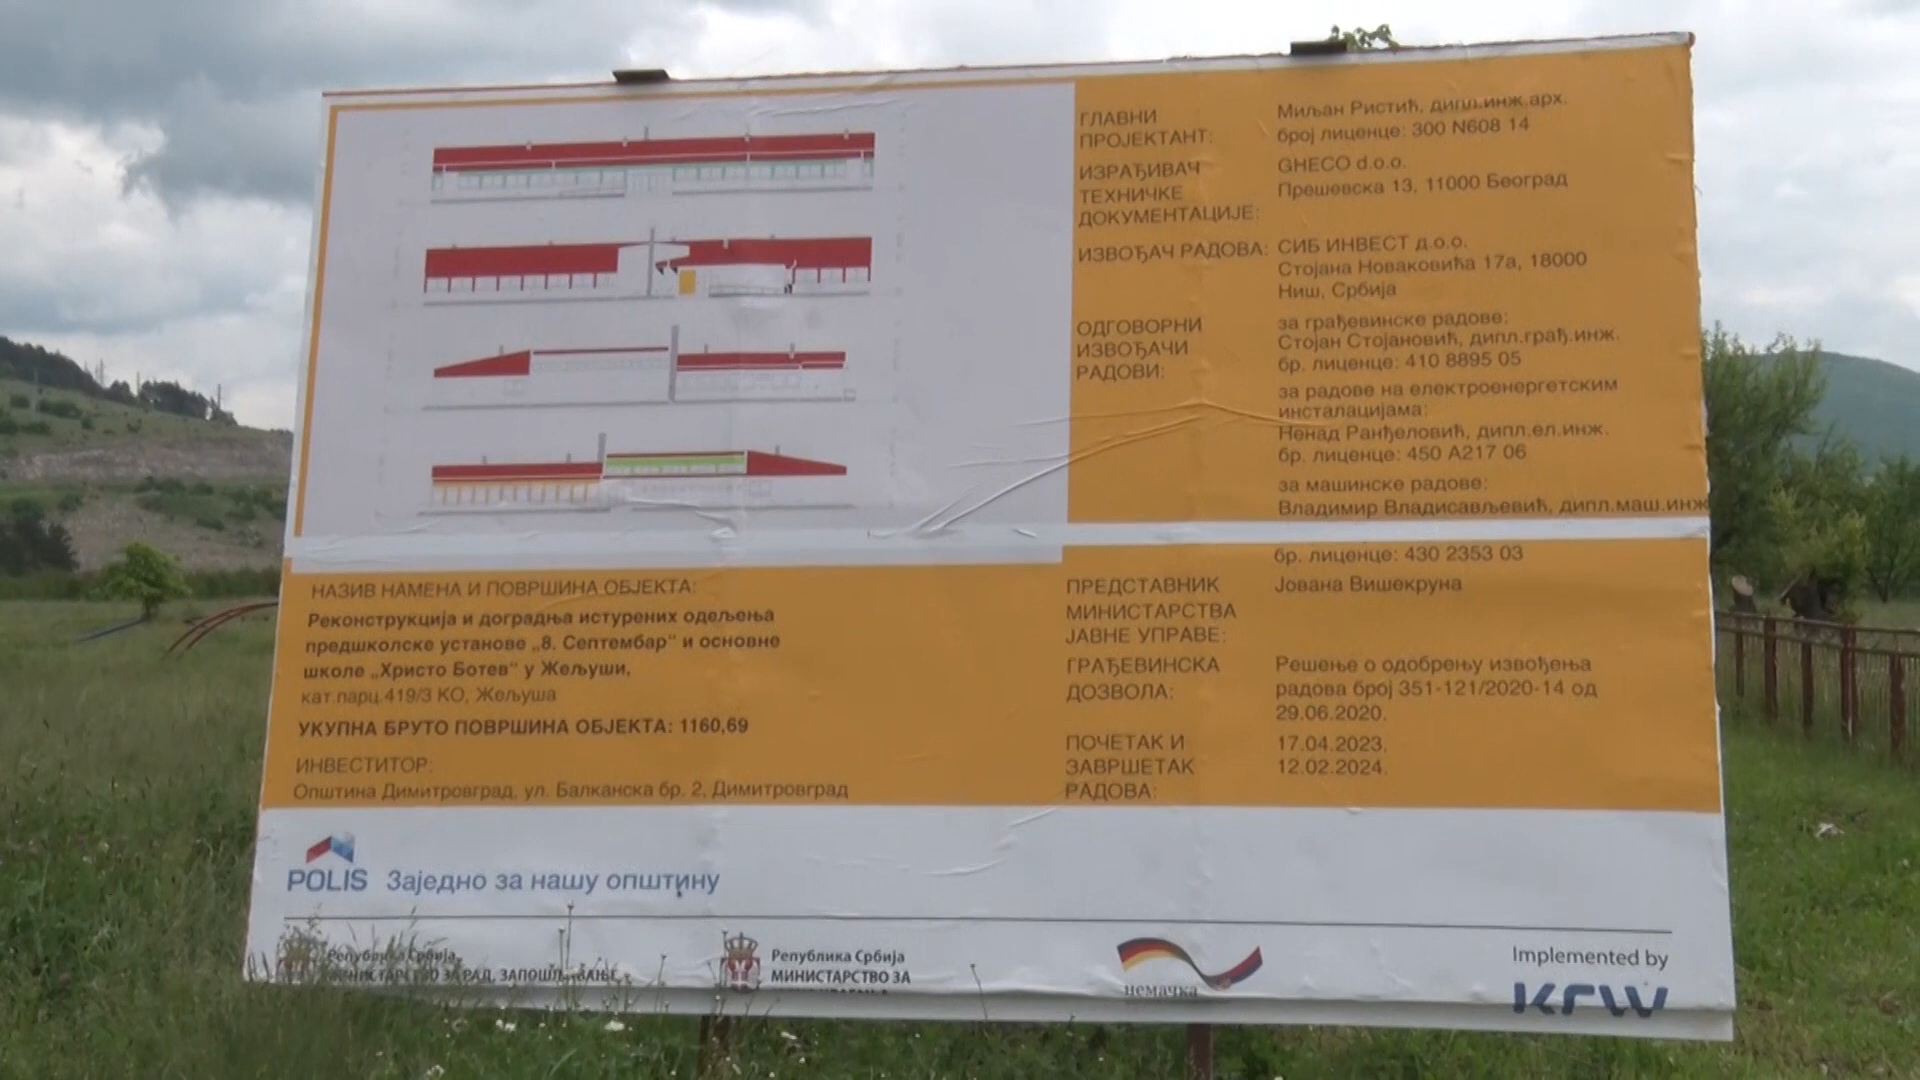 ГЛАВНИ
ПРОЈЕКТАНТ:
Миљан Ристић, дипл.инж.арх.
број лиценце: 300 N608 14
ИЗРАЂИВАЧ
ТЕХНИЧКЕ
ДОКУМЕНТАЦИЈЕ:
GHECO d.o.o.
Прешевска 13, 11000 Београд
ИЗВОЂАЧ РАДОВА:
СИБ ИНВЕСТ д.о.о.
Стојана Новаковића 17а, 18000
Ниш, Србија
ОДГОВОРНИ
ИЗВОЂАЧИ
РАДОВИ:
за грађевинске радове:
Стојан Стојановић, дипл.грађ.инж.
бр. лиценце: 410 8895 05
за радове на електроенергетским
инсталацијама:
Ненад Ранђеловић, дипл.ел.инж.
бр. лиценце: 450 А217 06
за машинске радове:
Владимир Владисављевић, дипл.маш.инж
бр. лиценце: 430 2353 03
ПРЕДСТАВНИК
МИНИСТАРСТВА
ЈАВНЕ УПРАВЕ:
Јована Вишекруна
ГРАЂЕВИНСКА
ДОЗВОЛА:
Решење о одобрењу извођења
радова број 351-121/2020-14 од
29.06.2020.
ПОЧЕТАК И
ЗАВРШЕТАК
РАДОВА:
17.04.2023.
12.02.2024.
НАЗИВ НАМЕНА И ПОВРШИНА ОБЈЕКТА:
Реконструкција и доградња истурених одељења
предшколске установе „8. Септембар“ и основне
школе „Христо Ботев“ у Жељуши,
кат.парц.419/3 КО, Жељуша
УКУПНА БРУТО ПОВРШИНА ОБЈЕКТА: 1160,69
ИНВЕСТИТОР:
Општина Димитровград, ул. Балканска бр. 2, Димитровград
POLIS Заједно за нашу општину
Република Србија
МИНИСТАРСТВО ЗА РАД, ЗАПОШЉАВАЊЕ
Република Србија
МИНИСТАРСТВО ЗА
немачка
Implemented by
KFW